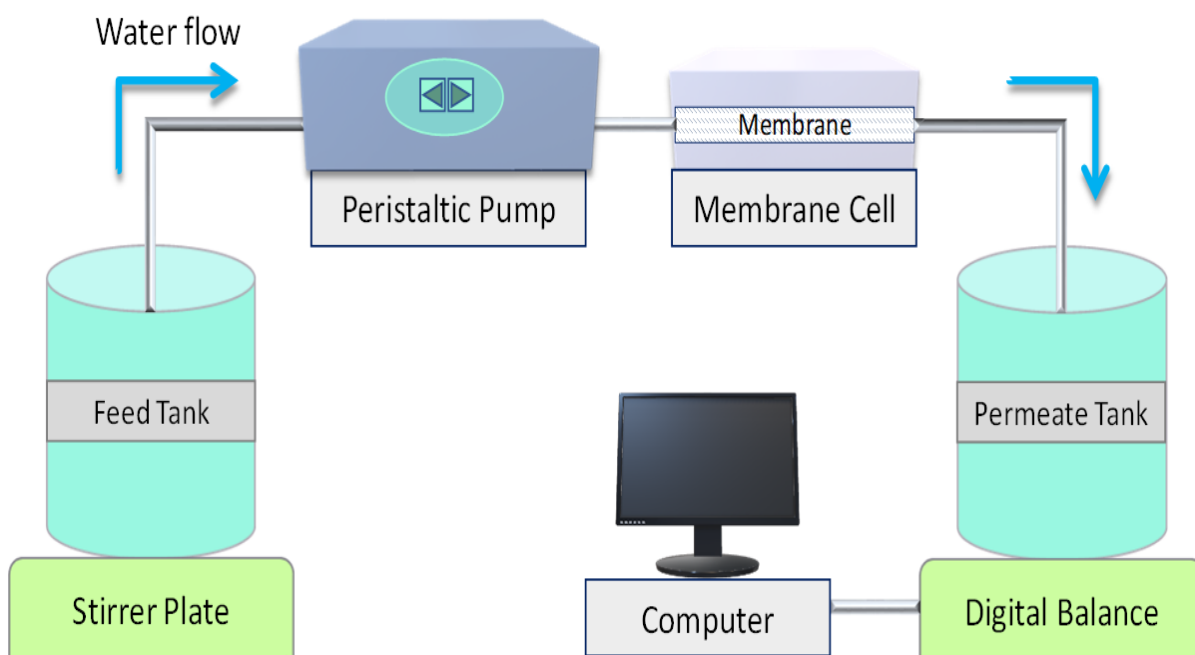 Water flow
Membrane
Peristaltic Pump
Membrane Cell
Feed Tank
Permeate Tank
Stirrer Plate
Computer
Digital Balance